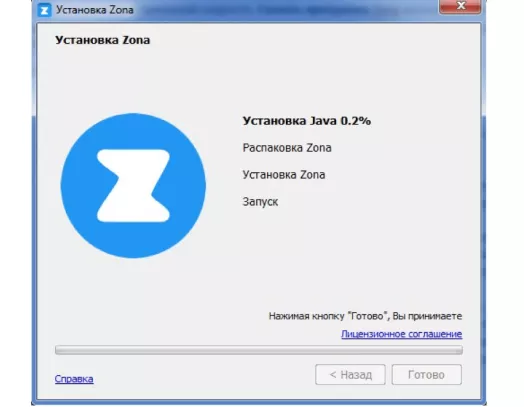 Установка Zona
Установка Zona
Установка Java 0.2%
Распаковка Zona
Установка Zona
Запуск
Нажимая кнопку "Готово", Вы принимаете
Лицензионное соглашение
Справка
< Назад
Готово